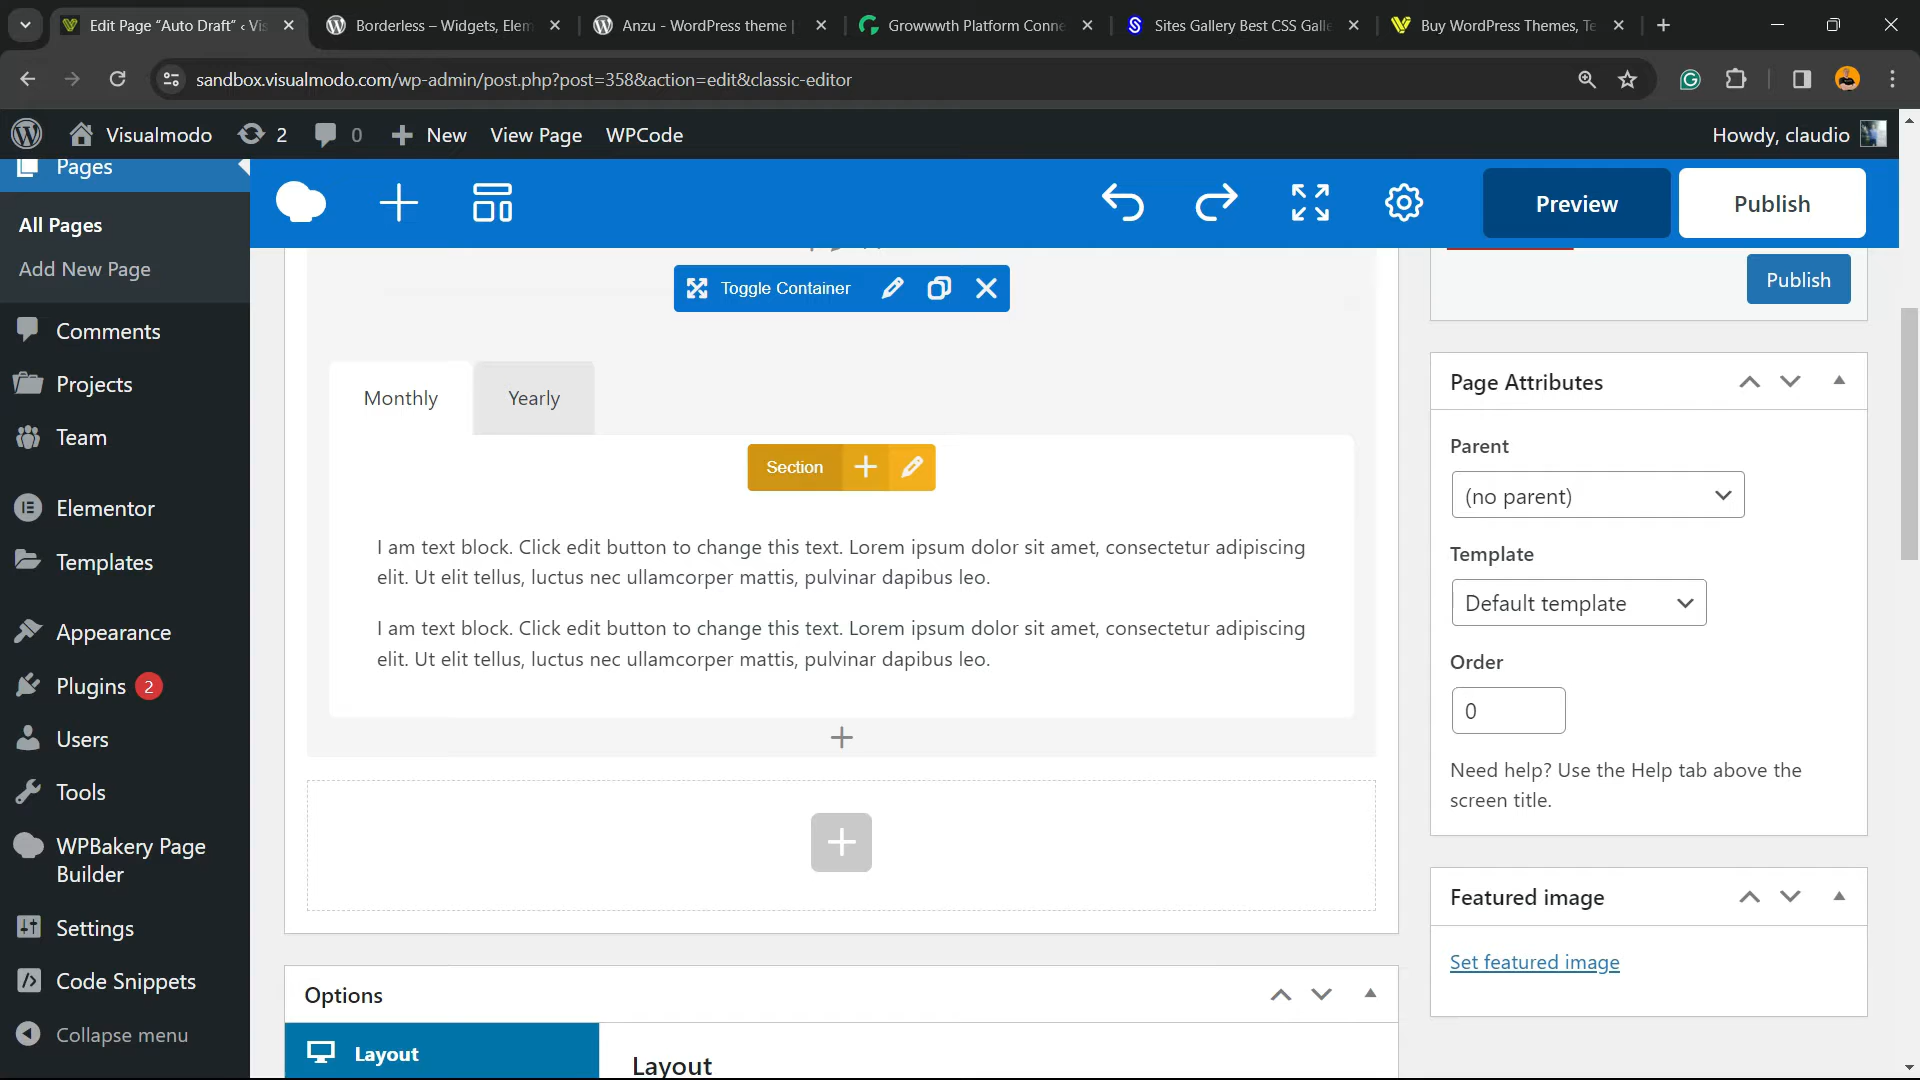 Edit Page “Auto Draft” ‹ Vis
Borderless – Widgets, Elem
Anzu - WordPress theme |
Growwwth Platform Conne
Sites Gallery Best CSS Galle
Buy WordPress Themes, Te
sandbox.visualmodo.com/wp-admin/post.php?post=358&action=edit&classic-editor
Visualmodo
2
0
New
View Page
WPCode
Howdy, claudio
Pages
All Pages
Add New Page
Comments
Projects
Team
Elementor
Templates
Appearance
Plugins 2
Users
Tools
WPBakery Page
Builder
Settings
Code Snippets
Collapse menu
Preview
Publish
Toggle Container
Monthly
Yearly
Section
I am text block. Click edit button to change this text. Lorem ipsum dolor sit amet, consectetur adipiscing
elit. Ut elit tellus, luctus nec ullamcorper mattis, pulvinar dapibus leo.
I am text block. Click edit button to change this text. Lorem ipsum dolor sit amet, consectetur adipiscing
elit. Ut elit tellus, luctus nec ullamcorper mattis, pulvinar dapibus leo.
Options
Layout
Layout
Publish
Page Attributes
Parent
(no parent)
Template
Default template
Order
0
Need help? Use the Help tab above the
screen title.
Featured image
Set featured image